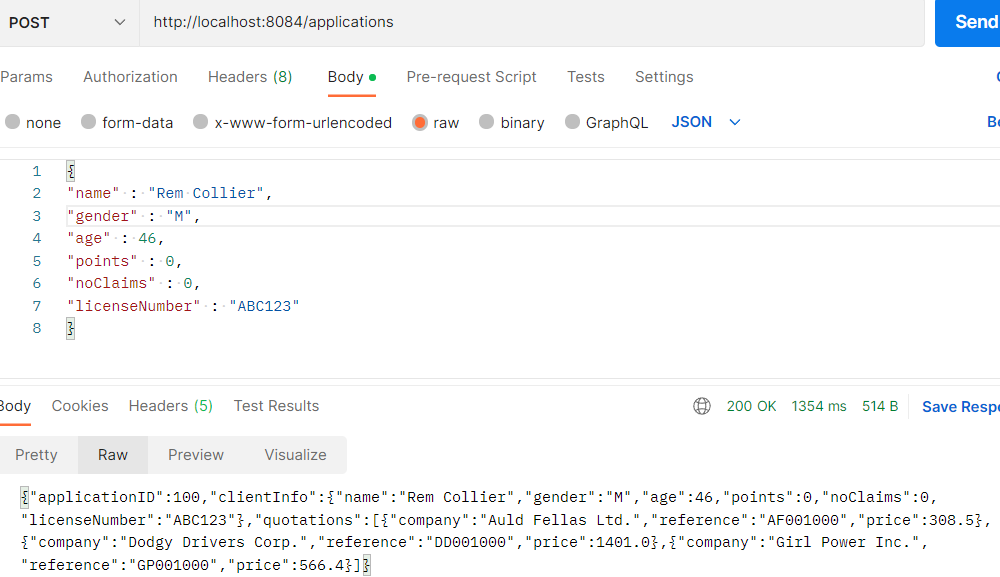 POST http://localhost:8084/applications Send
Params Authorization Headers (8) Body Pre-request Script Tests Settings
none form-data x-www-form-urlencoded raw binary GraphQL JSON Be
1 {
2 "name" : "Rem Collier",
3 "gender" : "M",
4 "age" : 46,
5 "points" : 0,
6 "noClaims" : 0,
7 "licenseNumber" : "ABC123"
8 }
Body Cookies Headers (5) Test Results 200 OK 1354 ms 514 B Save Respo
Pretty Raw Preview Visualize
{"applicationID":100,"clientInfo":{"name":"Rem Collier","gender":"M","age":46,"points":0,"noClaims":0,
"licenseNumber":"ABC123"},"quotations":[{"company":"Auld Fellas Ltd.","reference":"AF001000","price":308.5},
{"company":"Dodgy Drivers Corp.","reference":"DD001000","price":1401.0},{"company":"Girl Power Inc.",
"reference":"GP001000","price":566.4}]}